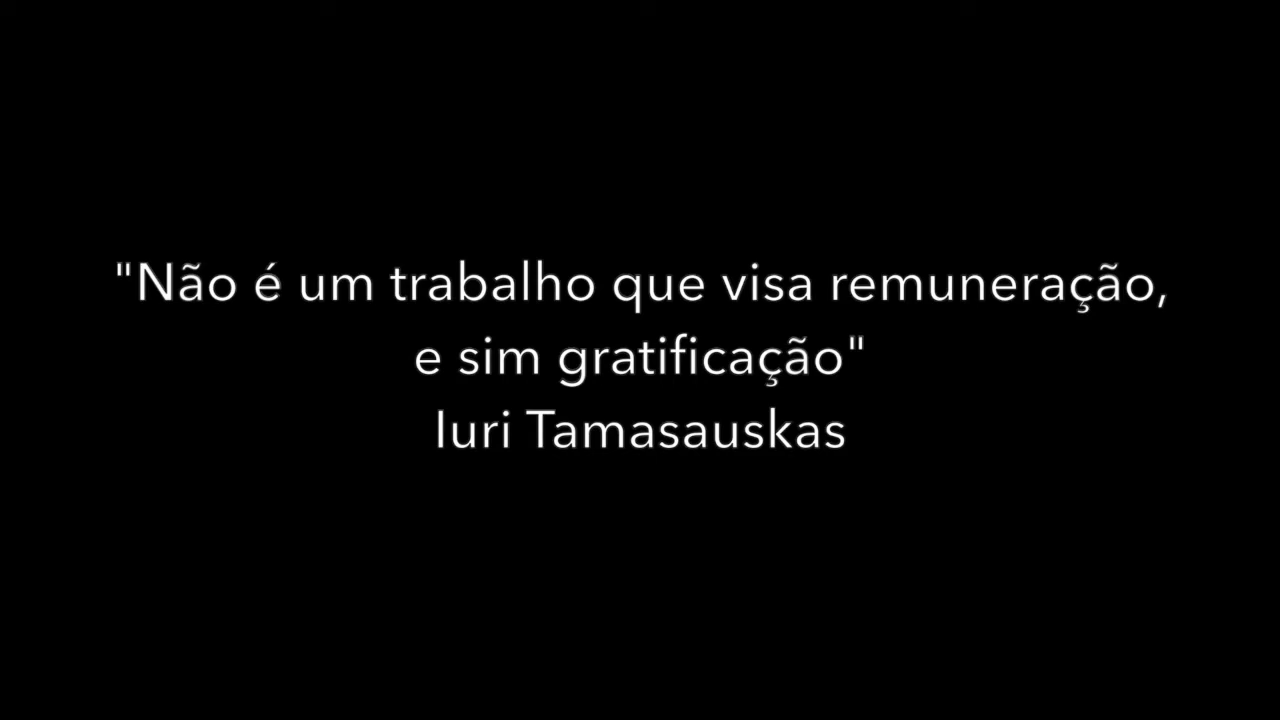 "Não é um trabalho que visa remuneração,
e sim gratificação"
Iuri Tamasauskas